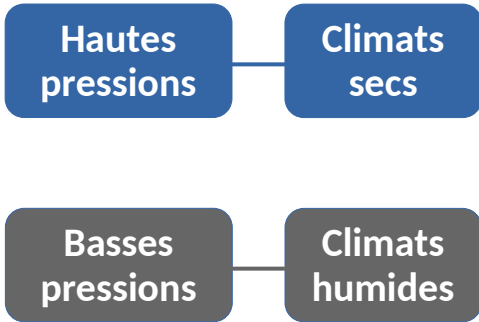 Hautes
pressions
Climats
secs
Basses
pressions
Climats
humides